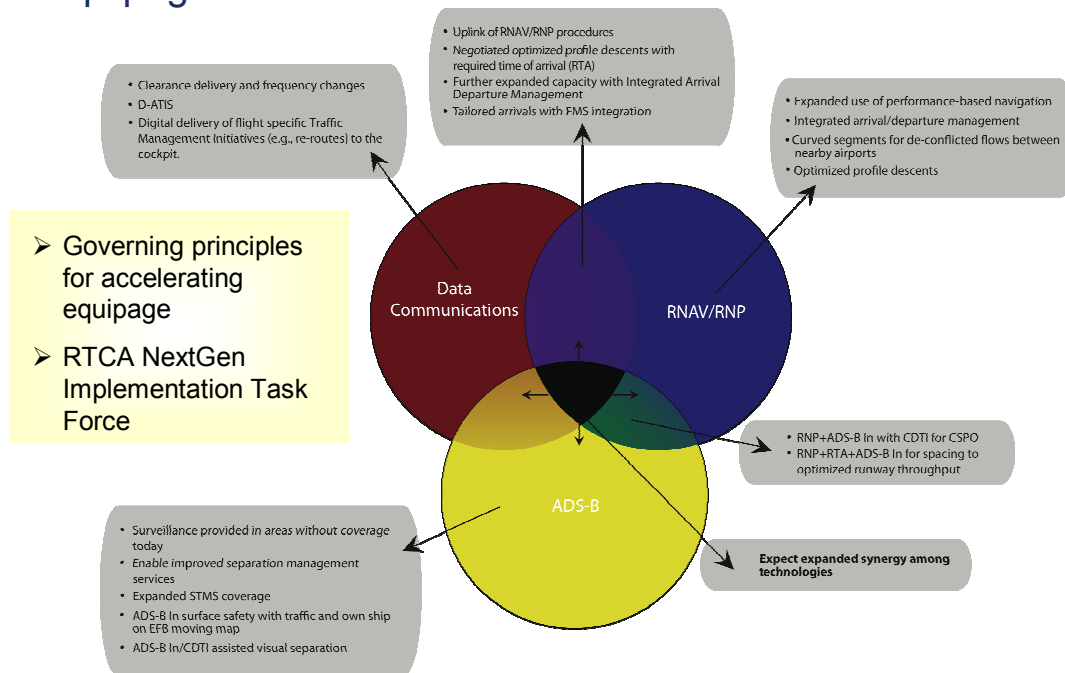 • Uplink of RNAV/RNP procedures
• Negotiated optimized profile descents with
required time of arrival (RTA)
• Further expanded capacity with Integrated Arrival
Departure Management
• Tailored arrivals with FMS integration
• Clearance delivery and frequency changes
• D-ATIS
• Digital delivery of flight specific Traffic
Management Initiatives (e.g., re-routes) to the
cockpit.
• Expanded use of performance-based navigation
• Integrated arrival/departure management
• Curved segments for de-conflicted flows between
nearby airports
• Optimized profile descents
➢ Governing principles
for accelerating
equipage
➢ RTCA NextGen
Implementation Task
Force
Data
Communications
RNAV/RNP
ADS-B
• RNP+ADS-B In with CDTI for CSPO
• RNP+RTA+ADS-B In for spacing to
optimized runway throughput
• Surveillance provided in areas without coverage
today
• Enable improved separation management
services
• Expanded STMS coverage
• ADS-B In surface safety with traffic and own ship
on EFB moving map
• ADS-B In/CDTI assisted visual separation
Expect expanded synergy among
technologies